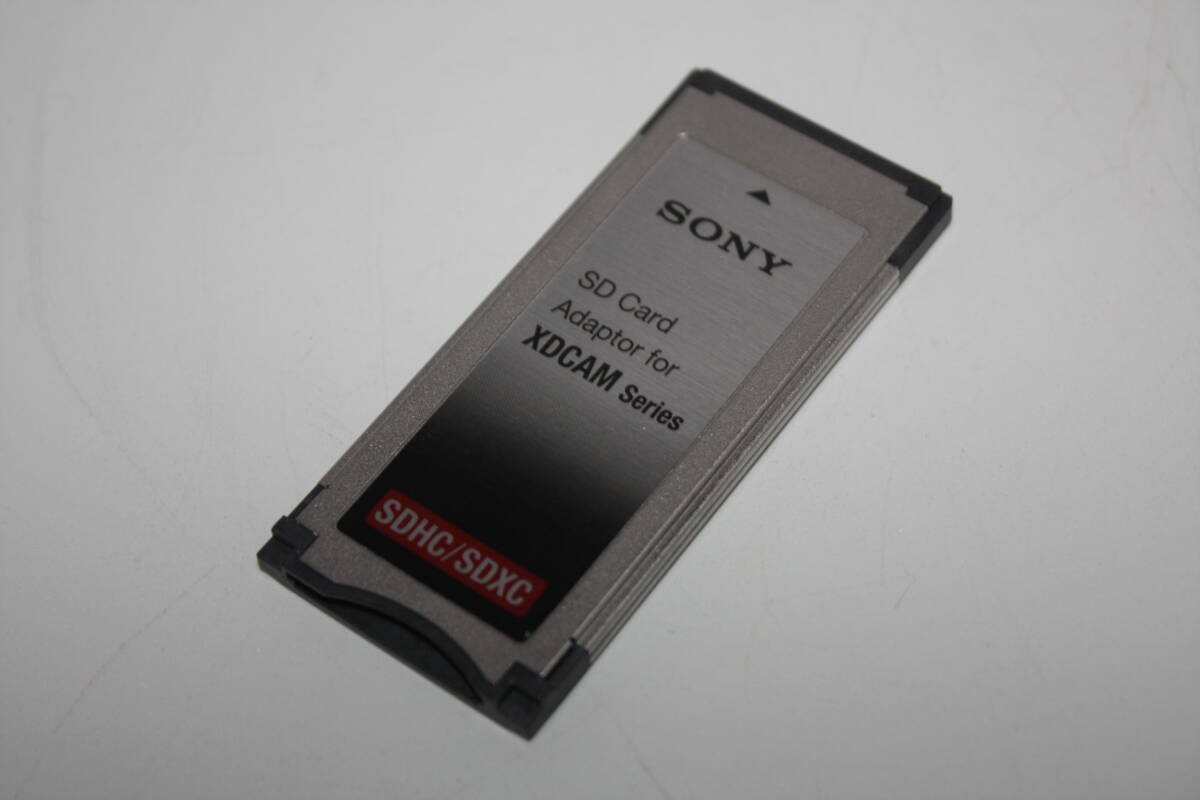 SONY
SD Card
Adaptor for
XDCAM Series
SDHC/SDXC